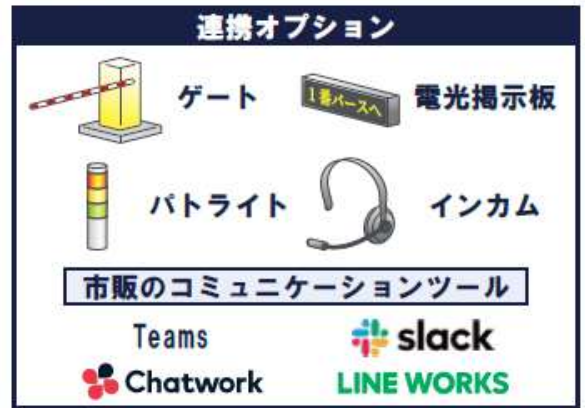 連携オプション
ゲート
1番バースへ
電光掲示板
パトライト
インカム
市販のコミュニケーションツール
Teams
slack
Chatwork
LINE WORKS